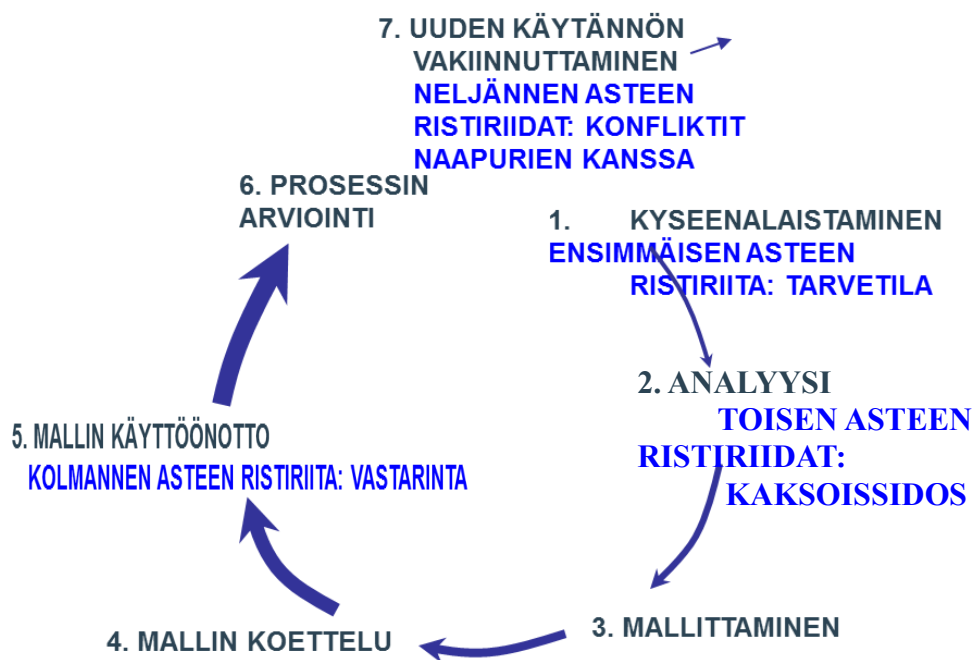 7. UUDEN KÄYTÄNNÖN
VAKIINNUTTAMINEN
NELJÄNNEN ASTEEN
RISTIRIIDAT: KONFLIKTIT
NAAPURIEN KANSSA
6. PROSESSIN
ARVIOINTI
1. KYSEENALAISTAMINEN
ENSIMMÄISEN ASTEEN
RISTIRIITA: TARVETILA
2. ANALYYSI
TOISEN ASTEEN
RISTIRIIDAT:
KAKSOISSIDOS
5. MALLIN KÄYTTÖÖNOTTO
KOLMANNEN ASTEEN RISTIRIITA: VASTARINTA
3. MALLITTAMINEN
4. MALLIN KOETTELU